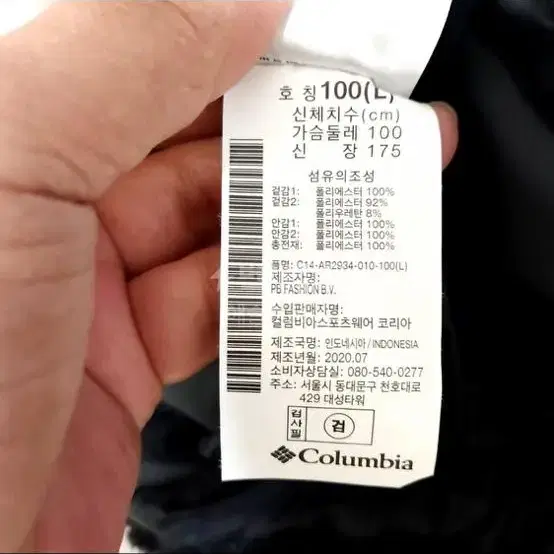 호 칭 100(L)
신체치수(cm)
가슴둘레 100
신 장 175
섬유의조성
겉감1: 폴리에스터 100%
겉감2: 폴리에스터 92%
폴리우레탄 8%
안감1: 폴리에스터 100%
안감2: 폴리에스터 100%
충전재: 폴리에스터 100%
품명: C14-AR2934-010-100(L)
제조자명:
PB FASHION B.V.
수입판매자명:
컬럼비아스포츠웨어 코리아
제조국명: 인도네시아/INDONESIA
제조년월: 2020.07
소비자상담실: 080-540-0277
주소: 서울시 동대문구 천호대로
429 대성타워
검사필 검
Columbia